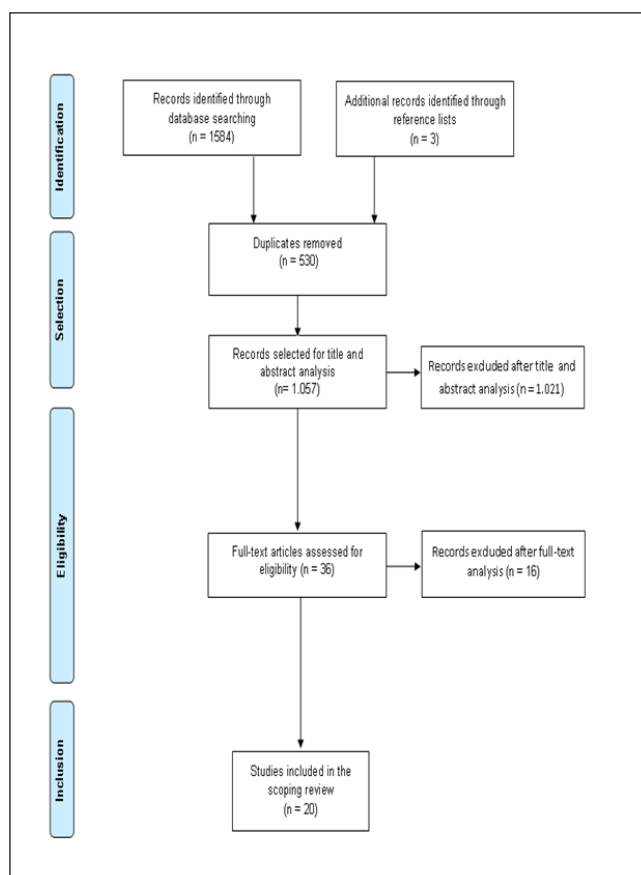 Identification
Records identified through
database searching
(n = 1584)
Additional records identified through
reference lists
(n = 3)
Selection
Duplicates removed
(n = 530)
Records selected for title and
abstract analysis
(n= 1.057)
Records excluded after title and
abstract analysis (n = 1.021)
Eligibility
Full-text articles assessed for
eligibility (n = 36)
Records excluded after full-text
analysis (n = 16)
Inclusion
Studies included in the
scoping review
(n = 20)